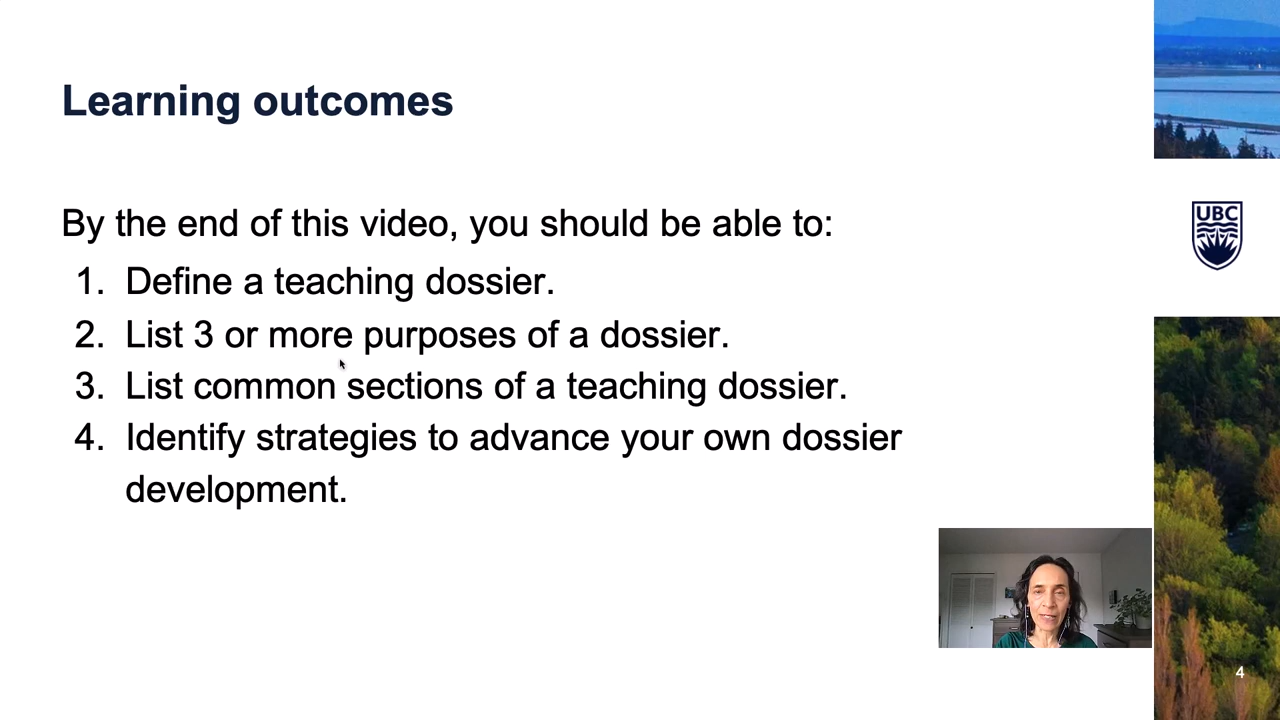 Learning outcomes
By the end of this video, you should be able to:
1. Define a teaching dossier.
2. List 3 or more purposes of a dossier.
3. List common sections of a teaching dossier.
4. Identify strategies to advance your own dossier
development.
UBC
4